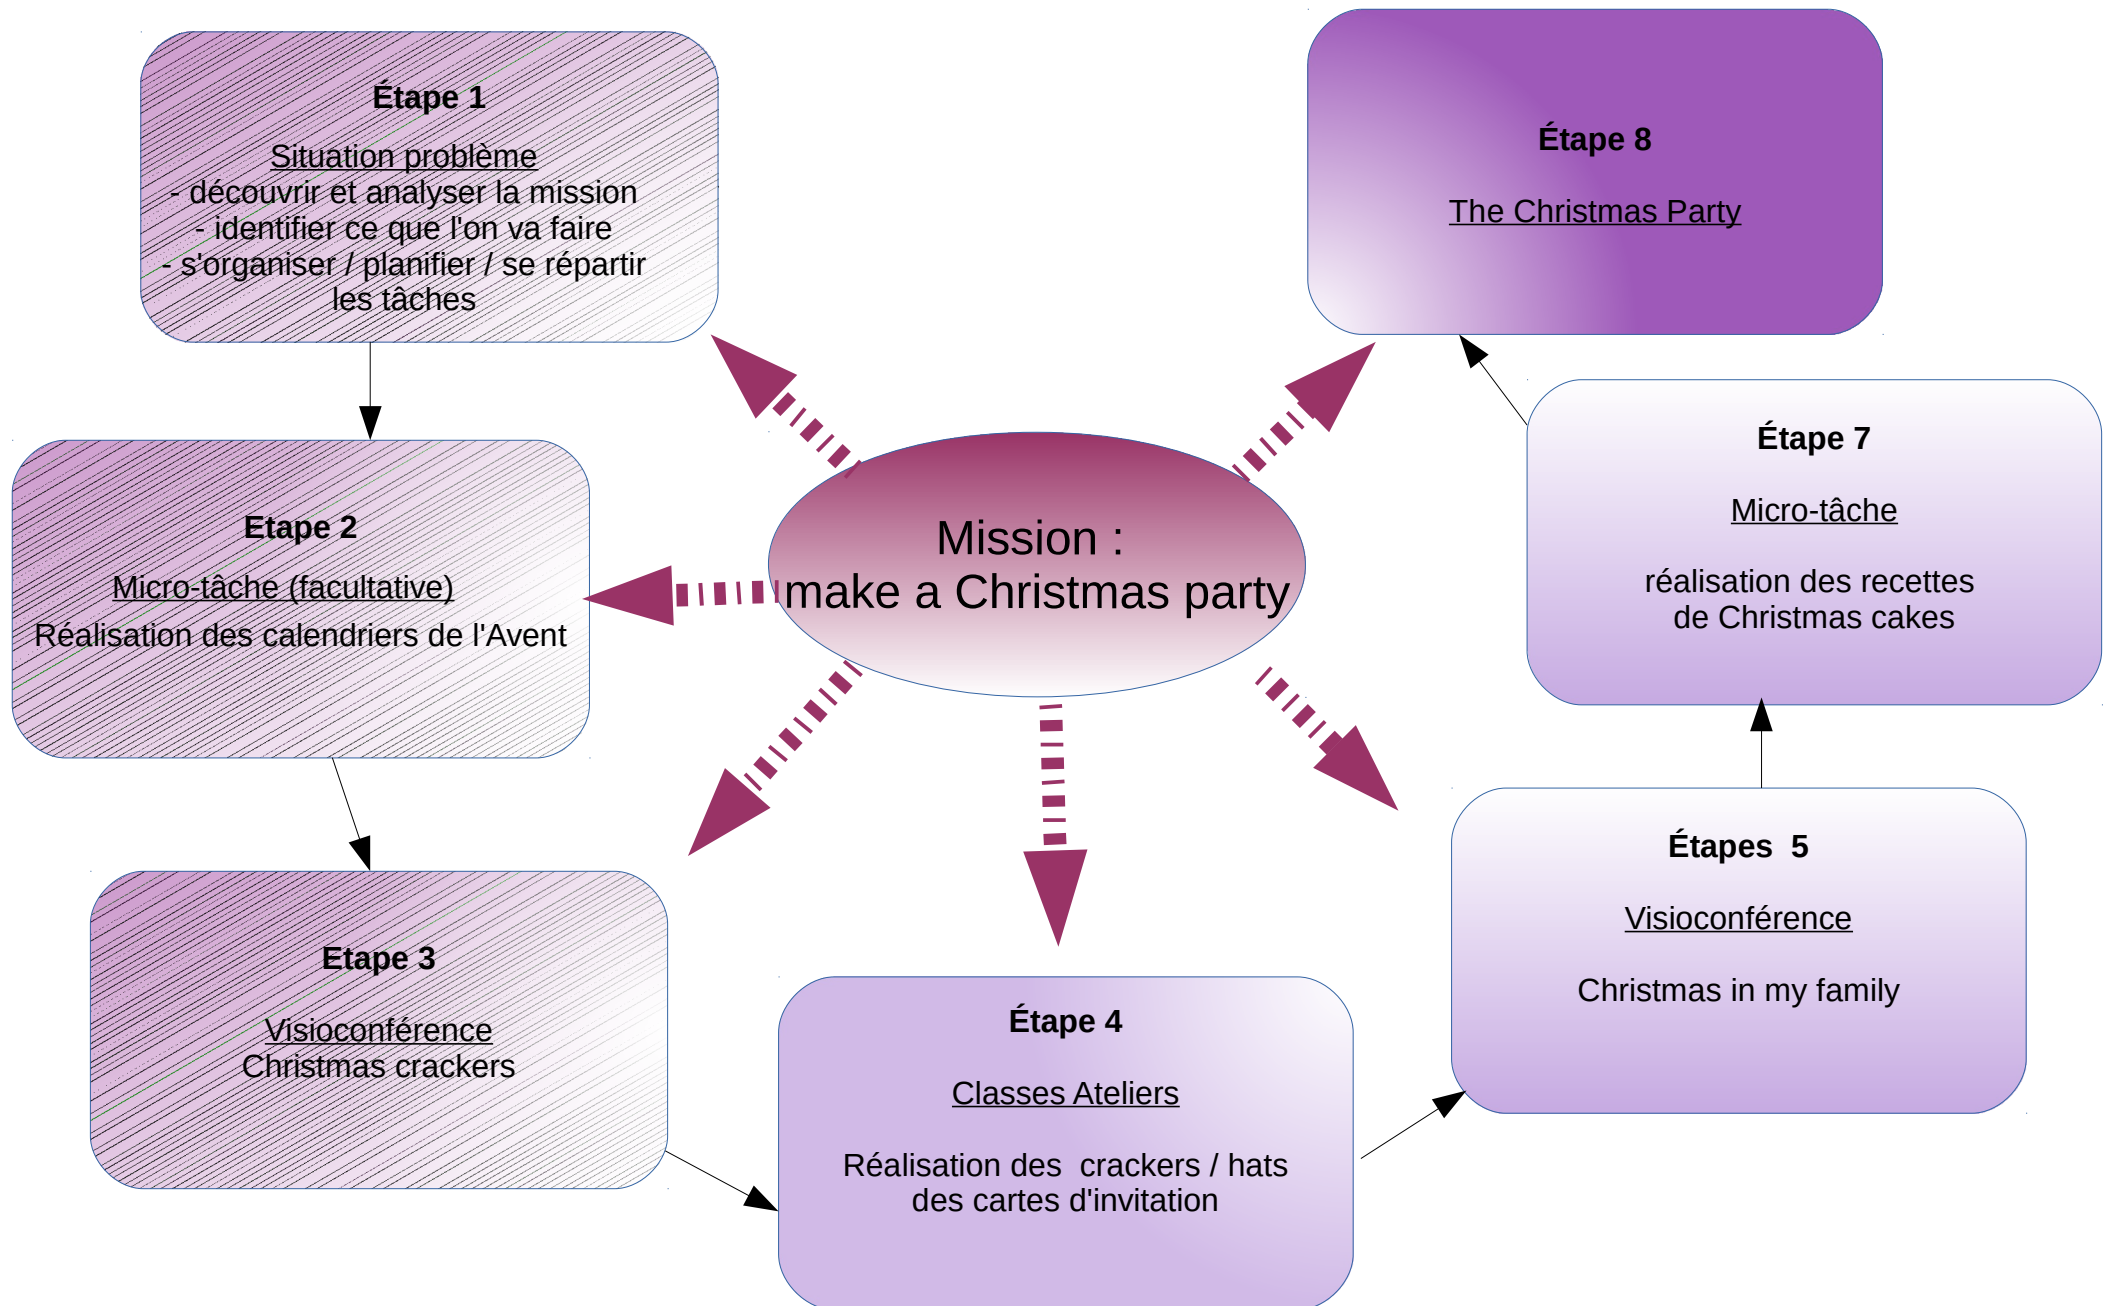 Étape 1
Situation problème
- découvrir et analyser la mission
- identifier ce que l'on va faire
- s'organiser / planifier / se répartir
les tâches
Etape 2
Micro-tâche (facultative)
Réalisation des calendriers de l'Avent
Etape 3
Visioconférence
Christmas crackers
Mission :
make a Christmas party
Étape 4
Classes Ateliers
Réalisation des  crackers / hats
des cartes d'invitation
Étapes  5
Visioconférence
Christmas in my family
Étape 7
Micro-tâche
réalisation des recettes
de Christmas cakes
Étape 8
The Christmas Party